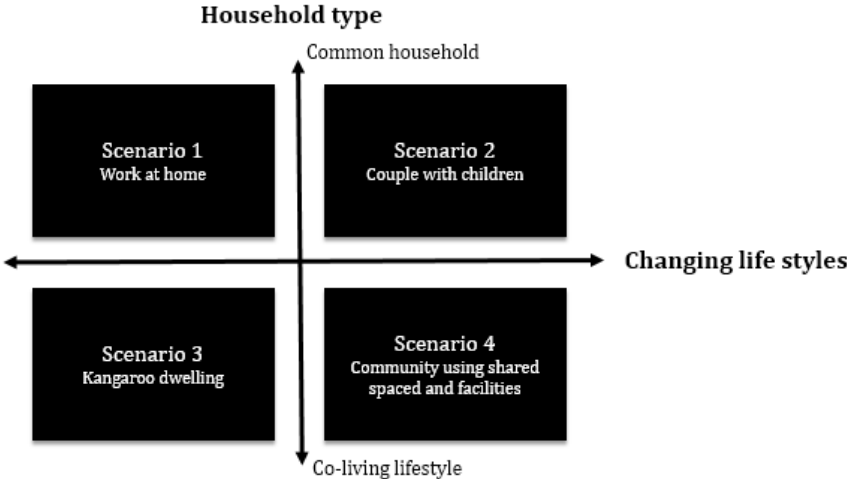 Household type
Common household
Scenario 1
Work at home
Scenario 2
Couple with children
Changing life styles
Scenario 3
Kangaroo dwelling
Scenario 4
Community using shared
spaced and facilities
Co-living lifestyle